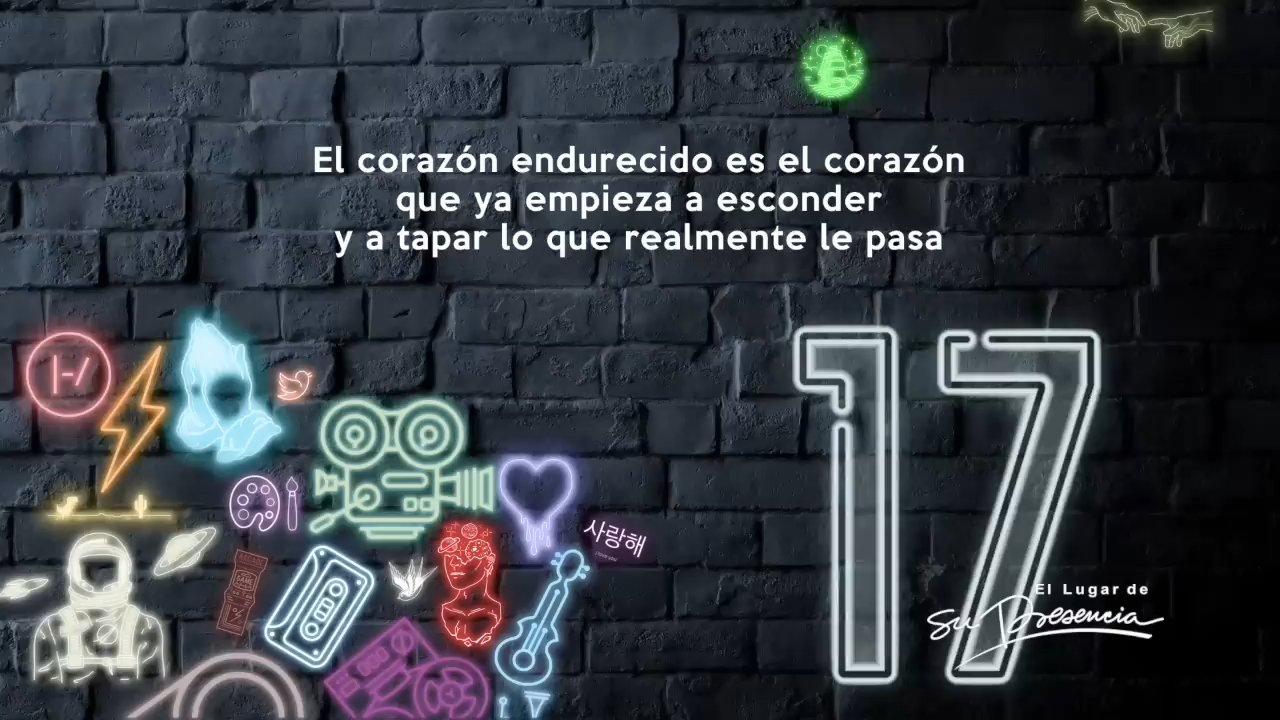 El corazón endurecido es el corazón
que ya empieza a esconder
y a tapar lo que realmente le pasa
17
El Lugar de
Su Presencia
사랑해